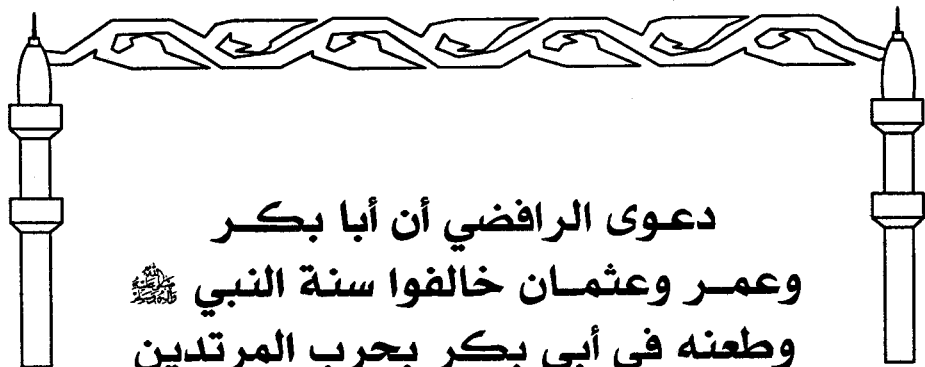 دعوى الرافضي أن أبا بكر
وعمر وعثمان خالفوا سنة النبي ﷺ
وطعنه في أبي بكر بحرب المرتدين